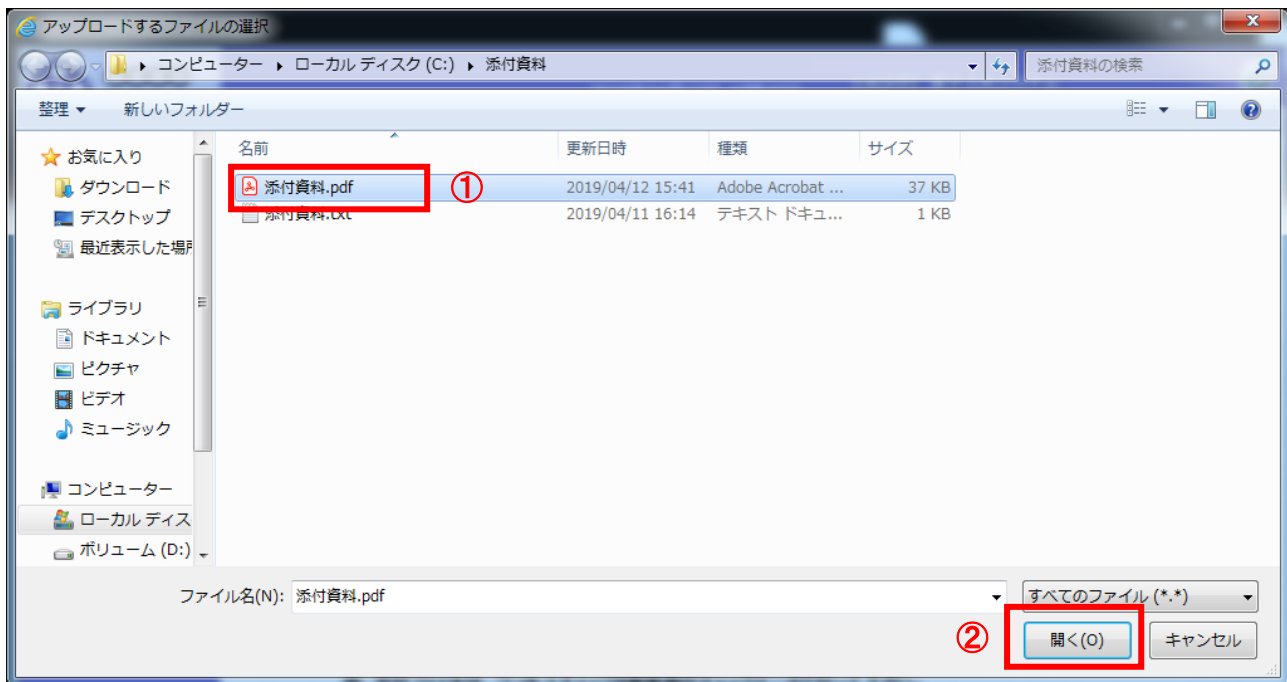 アップロードするファイルの選択
コンピューター ▸ ローカル ディスク (C:) ▸ 添付資料
添付資料の検索
整理 新しいフォルダー
名前 更新日時 種類 サイズ
添付資料.pdf ① 2019/04/12 15:41 Adobe Acrobat ... 37 KB
添付資料.txt 2019/04/11 16:14 テキスト ドキュ... 1 KB
お気に入り
ダウンロード
デスクトップ
最近表示した場所
ライブラリ
ドキュメント
ピクチャ
ビデオ
ミュージック
コンピューター
ローカル ディス
ボリューム (D:)
ファイル名(N): 添付資料.pdf すべてのファイル (*.*)
② 開く(O) キャンセル